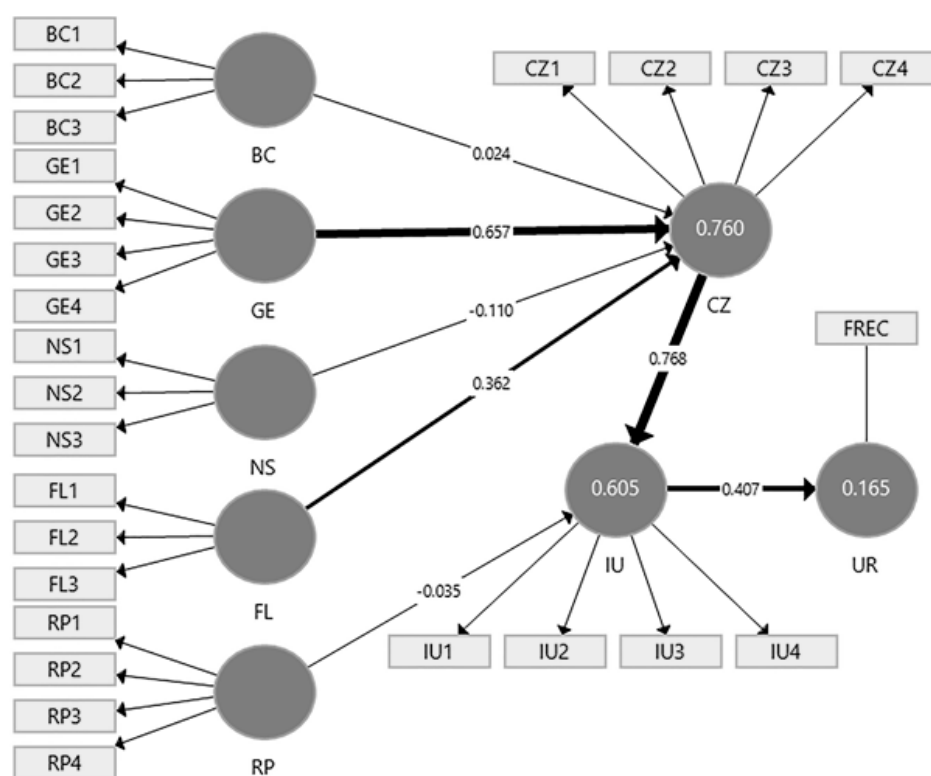 BC1
BC2
BC3
BC
GE1
GE2
GE3
GE4
GE
NS1
NS2
NS3
NS
FL1
FL2
FL3
FL
RP1
RP2
RP3
RP4
RP
0.024
0.657
-0.110
0.362
-0.035
CZ1
CZ2
CZ3
CZ4
0.760
CZ
0.768
0.605
IU
IU1
IU2
IU3
IU4
0.407
FREC
0.165
UR